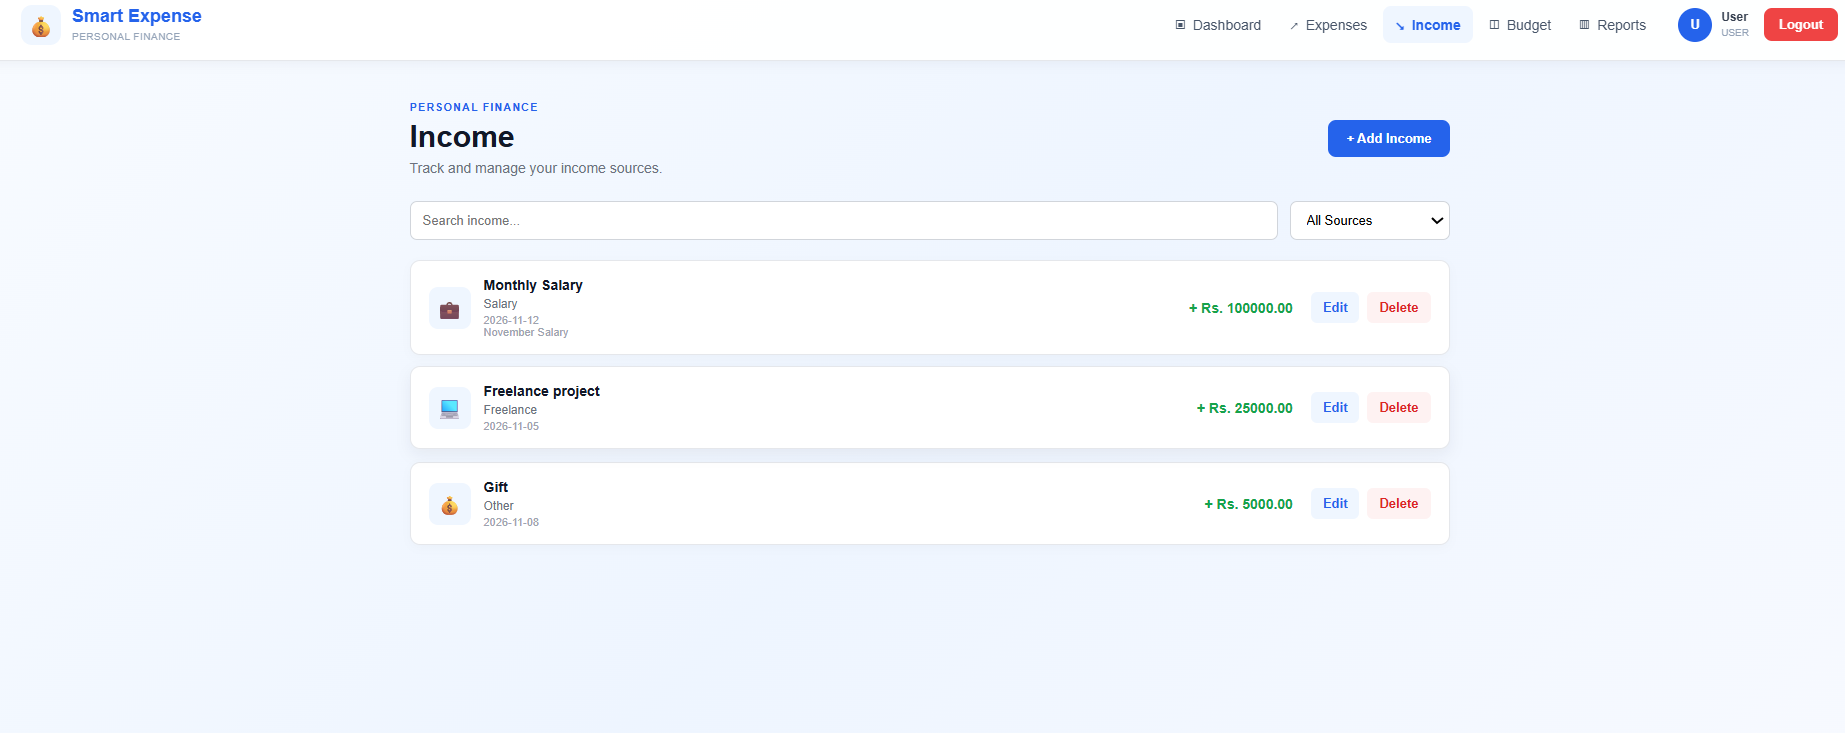 Smart Expense
PERSONAL FINANCE
Dashboard
Expenses
Income
Budget
Reports
U
User
USER
Logout
PERSONAL FINANCE
Income
Track and manage your income sources.
+ Add Income
Search income...
All Sources
Monthly Salary
Salary
2026-11-12
November Salary
+ Rs. 100000.00
Edit
Delete
Freelance project
Freelance
2026-11-05
+ Rs. 25000.00
Edit
Delete
Gift
Other
2026-11-08
+ Rs. 5000.00
Edit
Delete